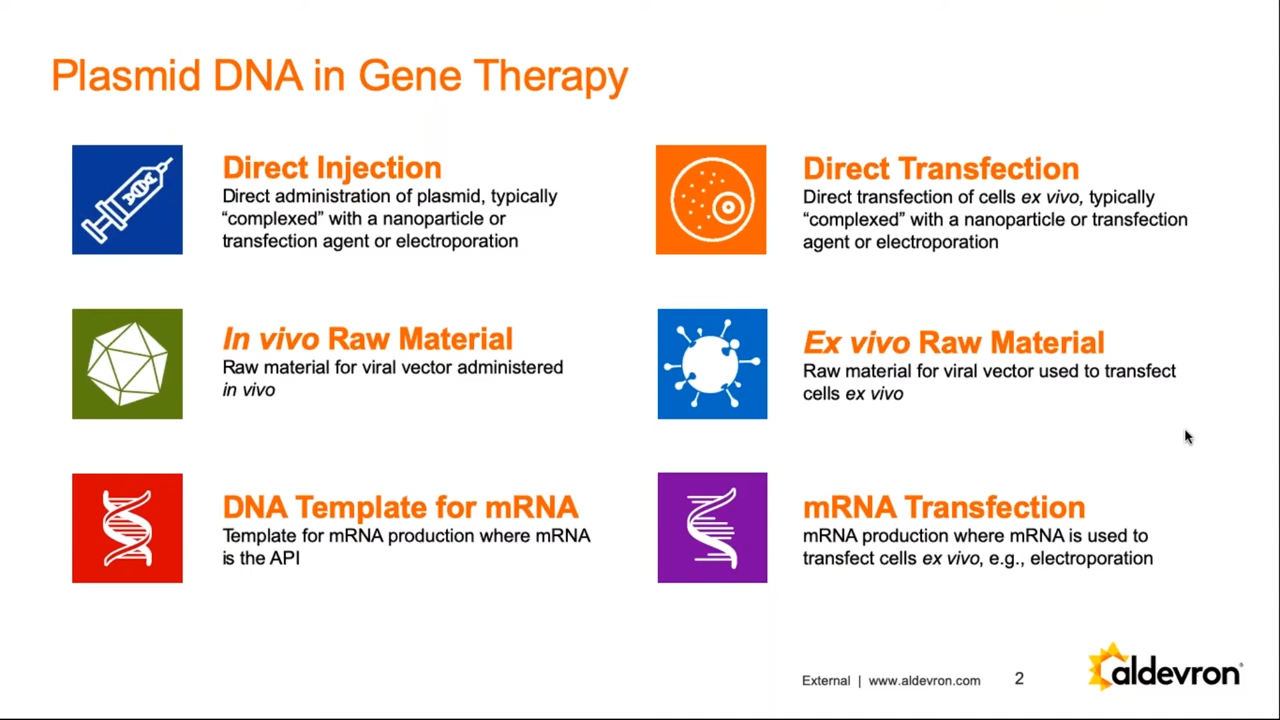 Plasmid DNA in Gene Therapy
Direct Injection
Direct administration of plasmid, typically
“complexed” with a nanoparticle or
transfection agent or electroporation
Direct Transfection
Direct transfection of cells ex vivo, typically
“complexed” with a nanoparticle or transfection
agent or electroporation
In vivo Raw Material
Raw material for viral vector administered
in vivo
Ex vivo Raw Material
Raw material for viral vector used to transfect
cells ex vivo
DNA Template for mRNA
Template for mRNA production where mRNA
is the API
mRNA Transfection
mRNA production where mRNA is used to
transfect cells ex vivo, e.g., electroporation
External | www.aldevron.com 2
aldevron®